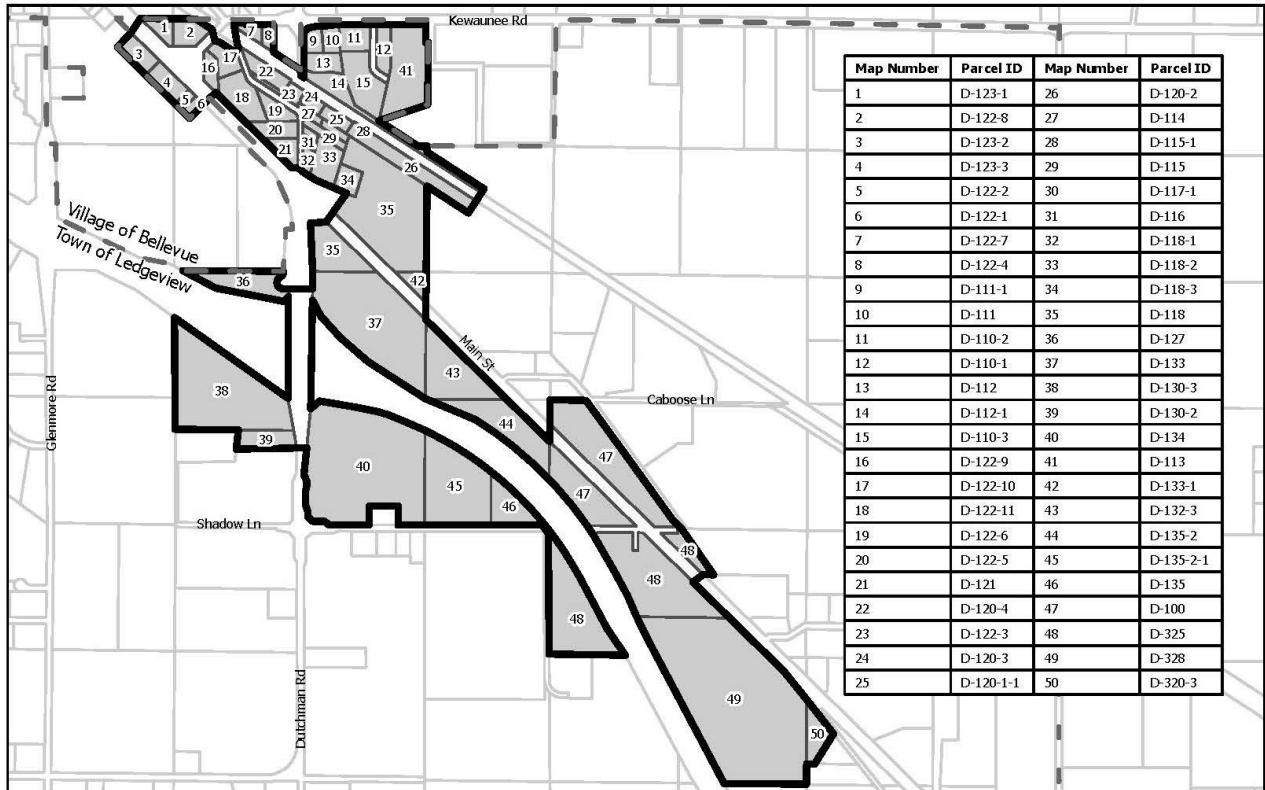 Kewaunee Rd
1
2
7
8
9
10
11
12
3
17
13
41
16
22
4
14
15
5
6
23
24
18
19
27
25
28
20
31
29
21
32
33
26
34
35
Village of Bellevue
Town of Ledgeview
35
36
42
37
Main St
43
38
Caboose Ln
Glenmore Rd
44
39
47
40
45
47
46
Shadow Ln
48
48
48
Dutchman Rd
49
50
Map Number Parcel ID Map Number Parcel ID
1 D-123-1 26 D-120-2
2 D-122-8 27 D-114
3 D-123-2 28 D-115-1
4 D-123-3 29 D-115
5 D-122-2 30 D-117-1
6 D-122-1 31 D-116
7 D-122-7 32 D-118-1
8 D-122-4 33 D-118-2
9 D-111-1 34 D-118-3
10 D-111 35 D-118
11 D-110-2 36 D-127
12 D-110-1 37 D-133
13 D-112 38 D-130-3
14 D-112-1 39 D-130-2
15 D-110-3 40 D-134
16 D-122-9 41 D-113
17 D-122-10 42 D-133-1
18 D-122-11 43 D-132-3
19 D-122-6 44 D-135-2
20 D-122-5 45 D-135-2-1
21 D-121 46 D-135
22 D-120-4 47 D-100
23 D-122-3 48 D-325
24 D-120-3 49 D-328
25 D-120-1-1 50 D-320-3